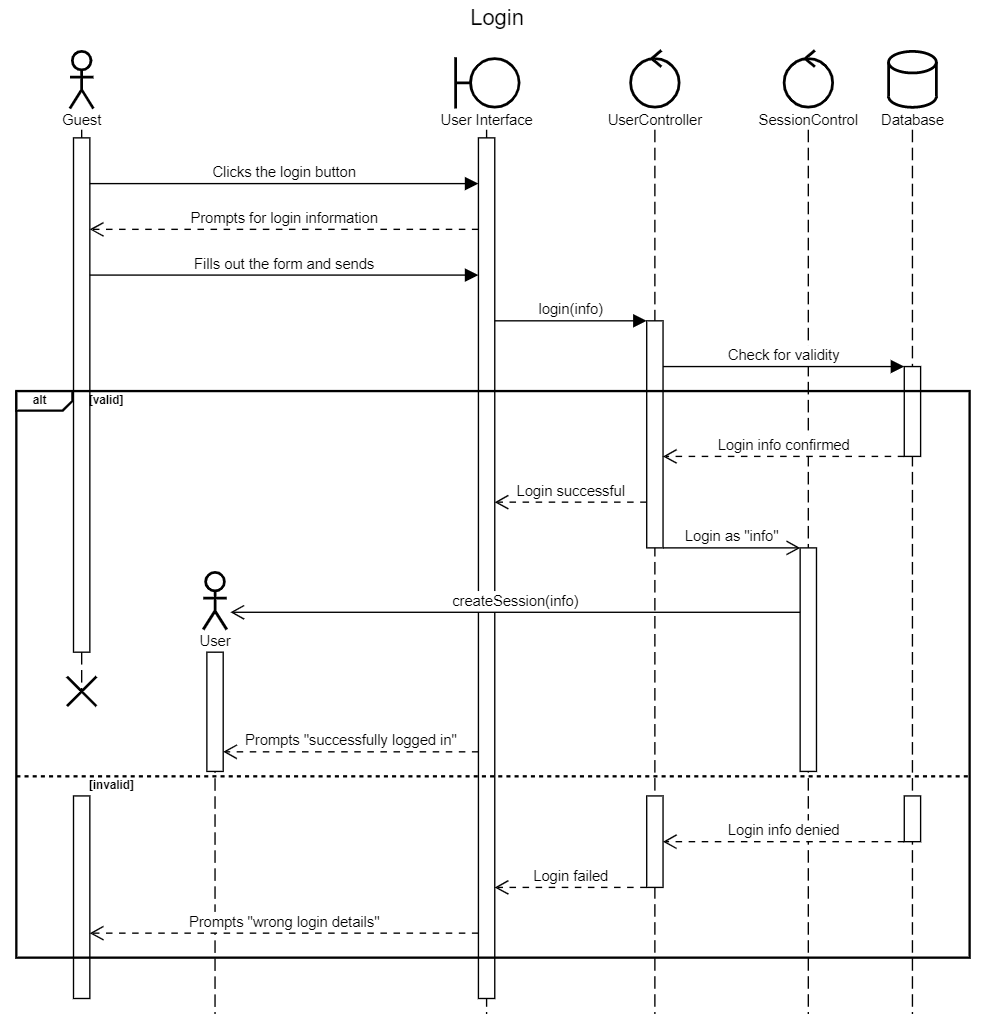 Login
Guest
User Interface
UserController
SessionControl
Database
Clicks the login button
Prompts for login information
Fills out the form and sends
login(info)
Check for validity
alt
[valid]
Login info confirmed
Login successful
Login as "info"
createSession(info)
User
Prompts "successfully logged in"
[invalid]
Login info denied
Login failed
Prompts "wrong login details"